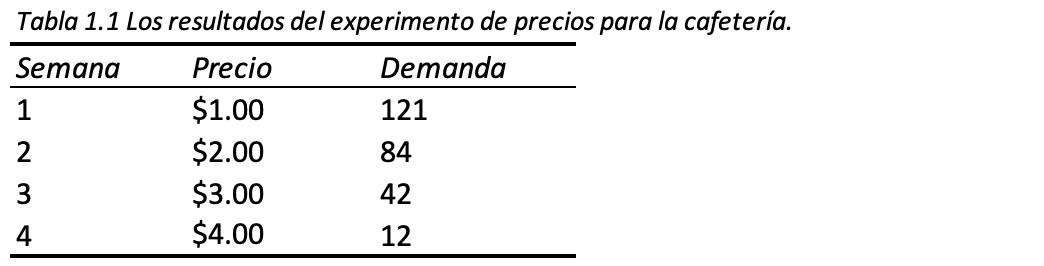 Tabla 1.1 Los resultados del experimento de precios para la cafetería.
Semana Precio Demanda
1 $1.00 121
2 $2.00 84
3 $3.00 42
4 $4.00 12